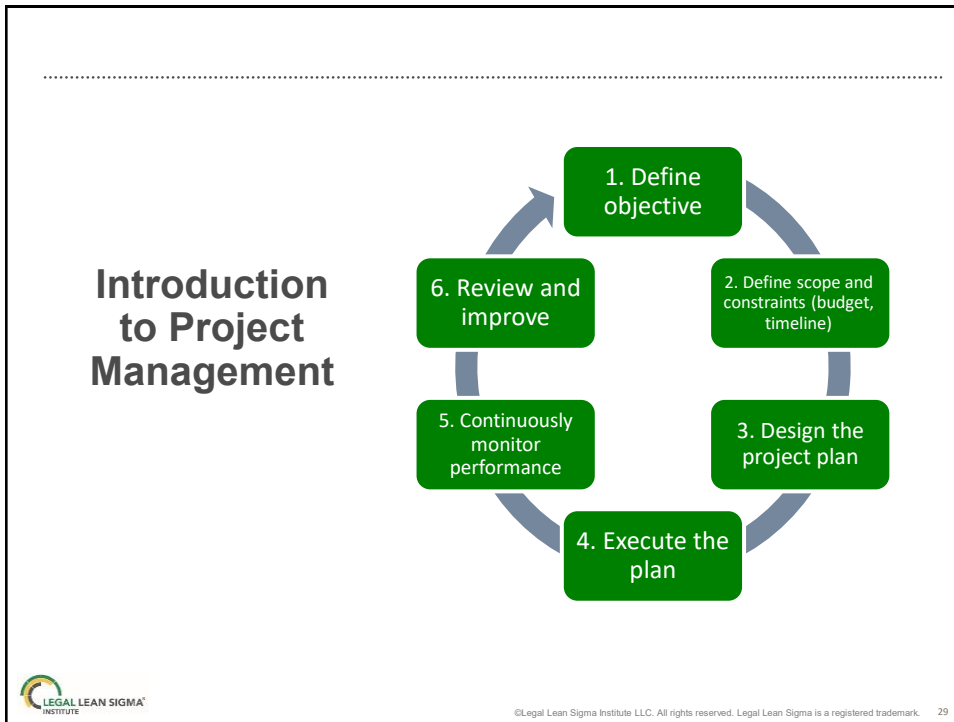 Introduction
to Project
Management
1. Define
objective
2. Define scope and
constraints (budget,
timeline)
3. Design the
project plan
4. Execute the
plan
5. Continuously
monitor
performance
6. Review and
improve
LEGAL LEAN SIGMA
INSTITUTE
©Legal Lean Sigma Institute LLC. All rights reserved. Legal Lean Sigma is a registered trademark. 29